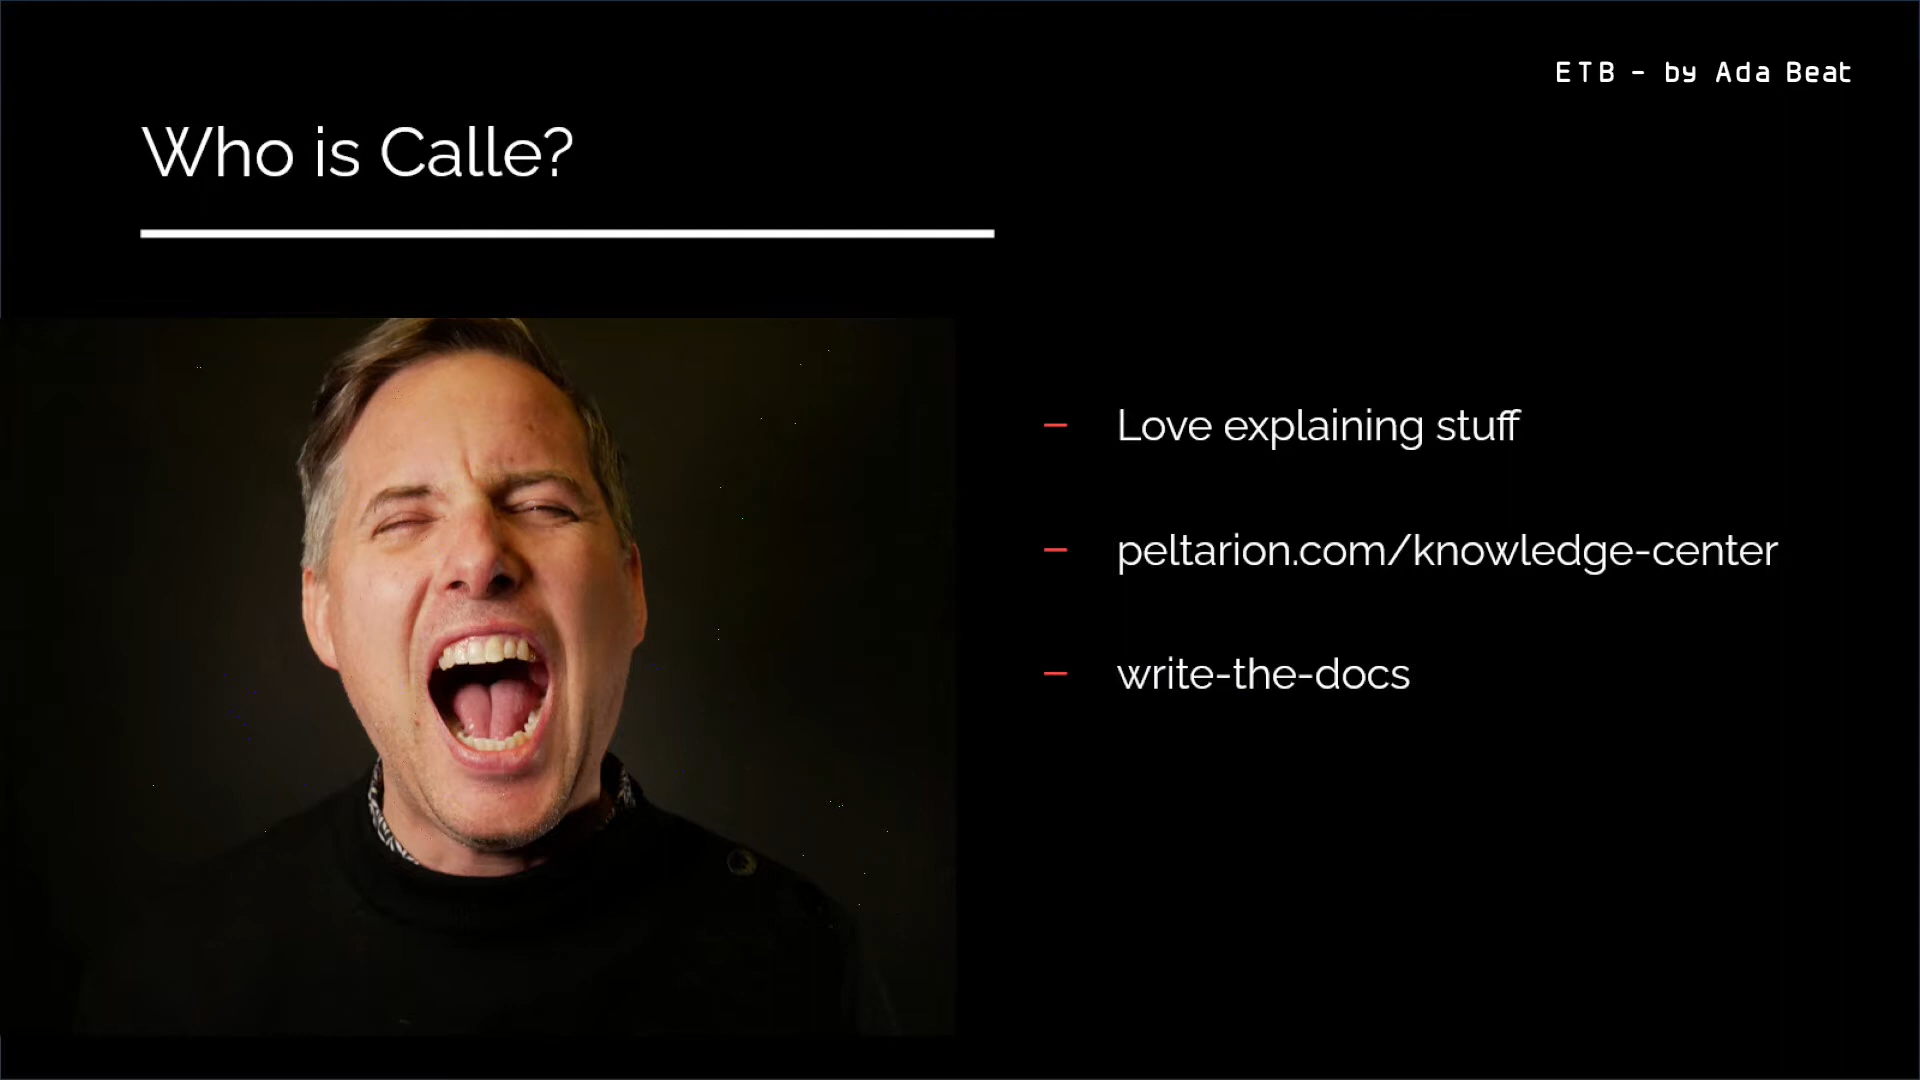 ETB - by Ada Beat
Who is Calle?
– Love explaining stuff
– peltarion.com/knowledge-center
– write-the-docs